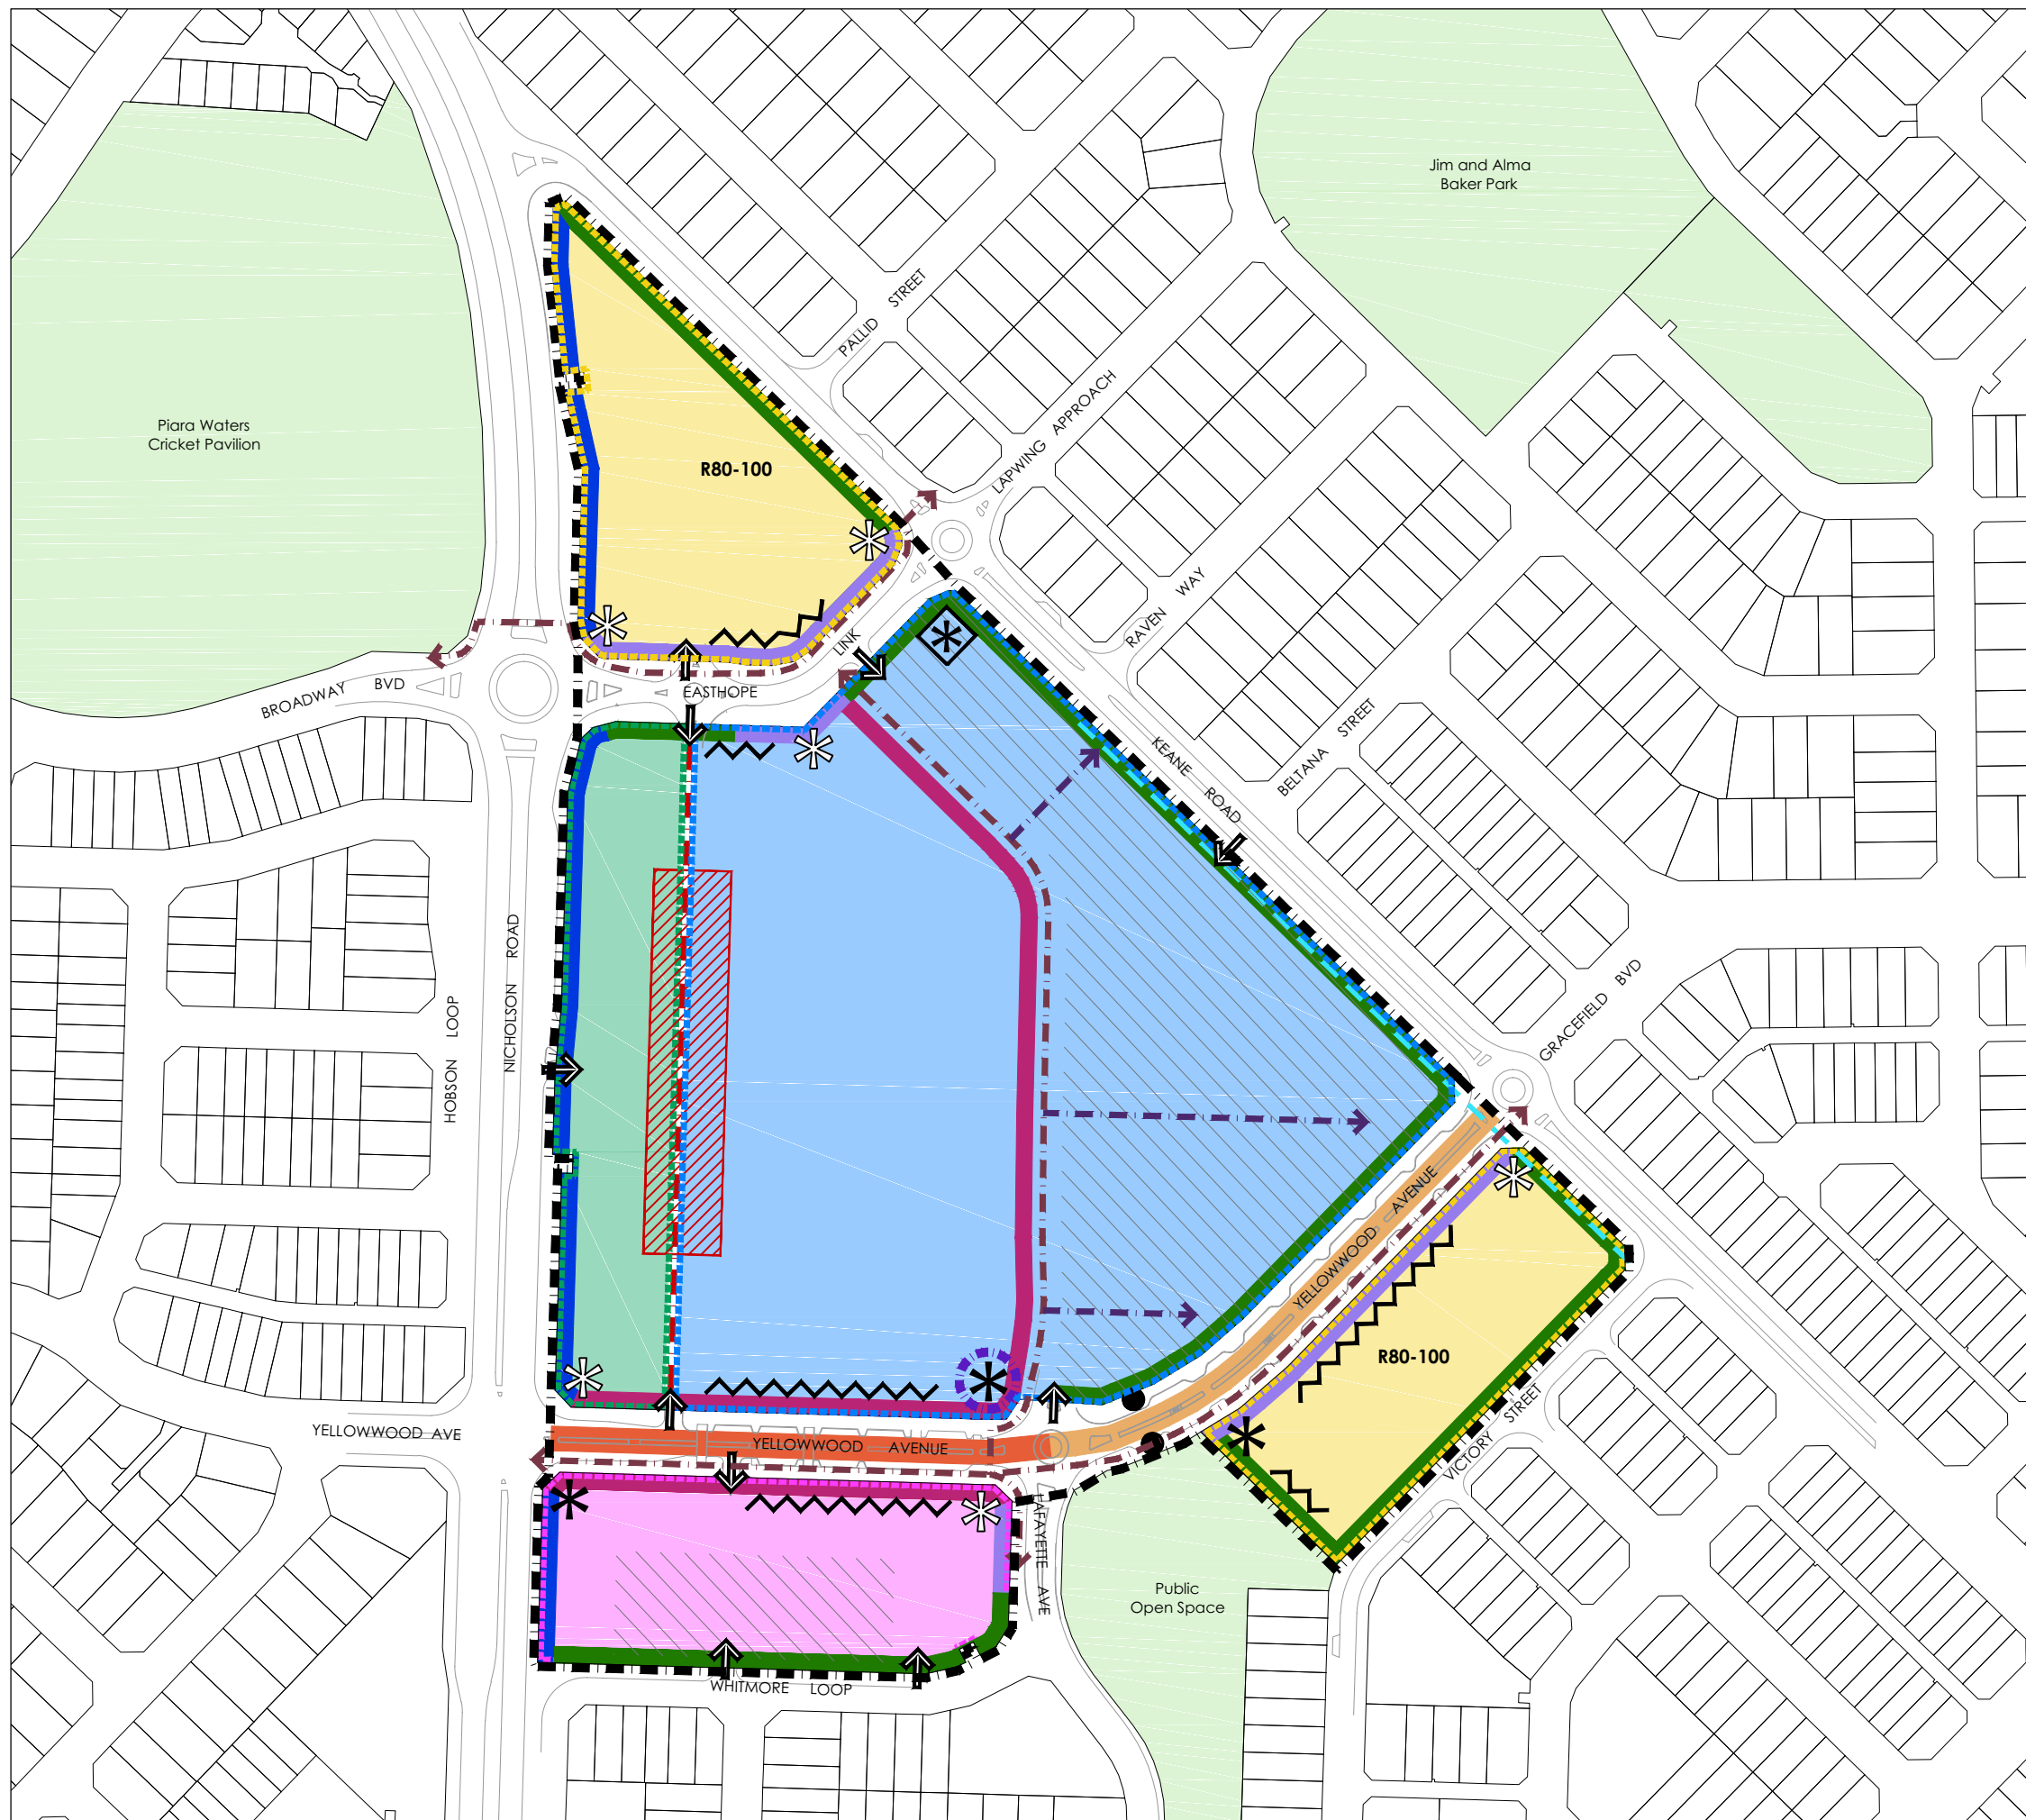 Jim and Alma
Baker Park
PALLID STREET
Piara Waters
Cricket Pavilion
R80-100
LAPWING APPROACH
RAVEN WAY
LINK
EASTHOPE
BROADWAY BVD
KEANE ROAD
BELTANA STREET
NICHOLSON ROAD
HOBSON LOOP
GRACEFIELD BVD
YELLOWWOOD AVENUE
R80-100
VICTORY STREET
YELLOWWOOD AVE
YELLOWWOOD AVENUE
LAFAYETTE AVE
Public
Open Space
WHITMORE LOOP